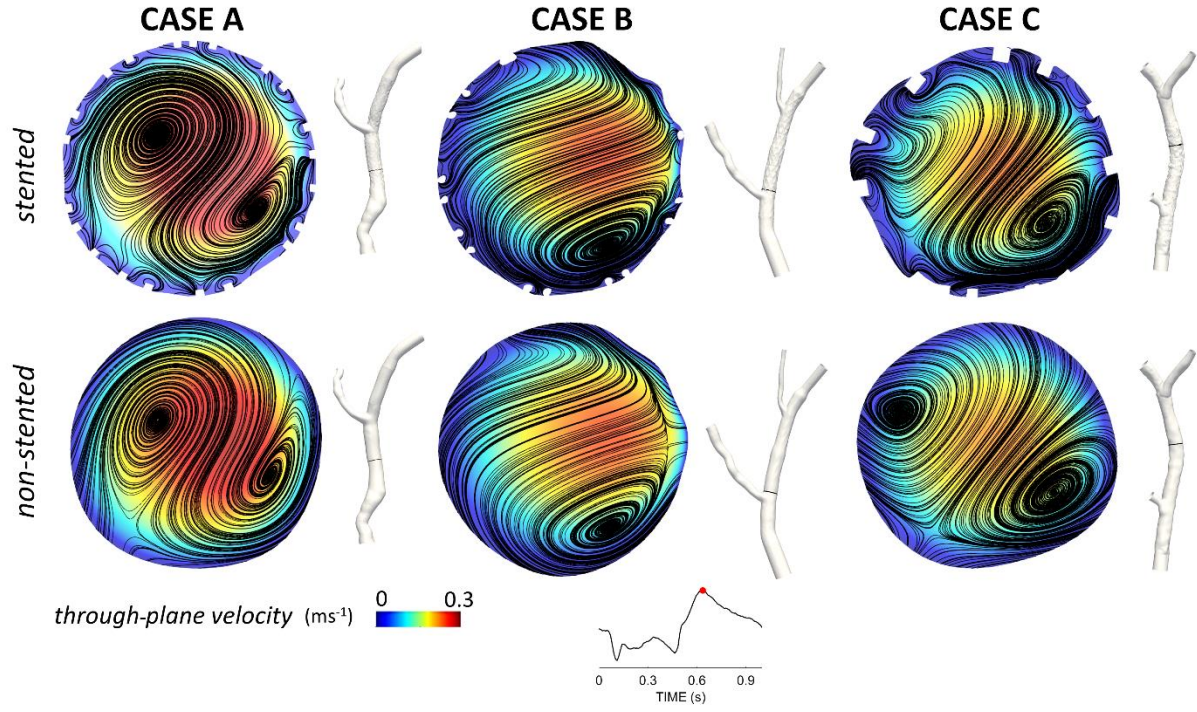 CASE A
CASE B
CASE C
stented
non-stented
through-plane velocity (ms⁻¹)
0 0.3
0 0.3 0.6 0.9
TIME (s)